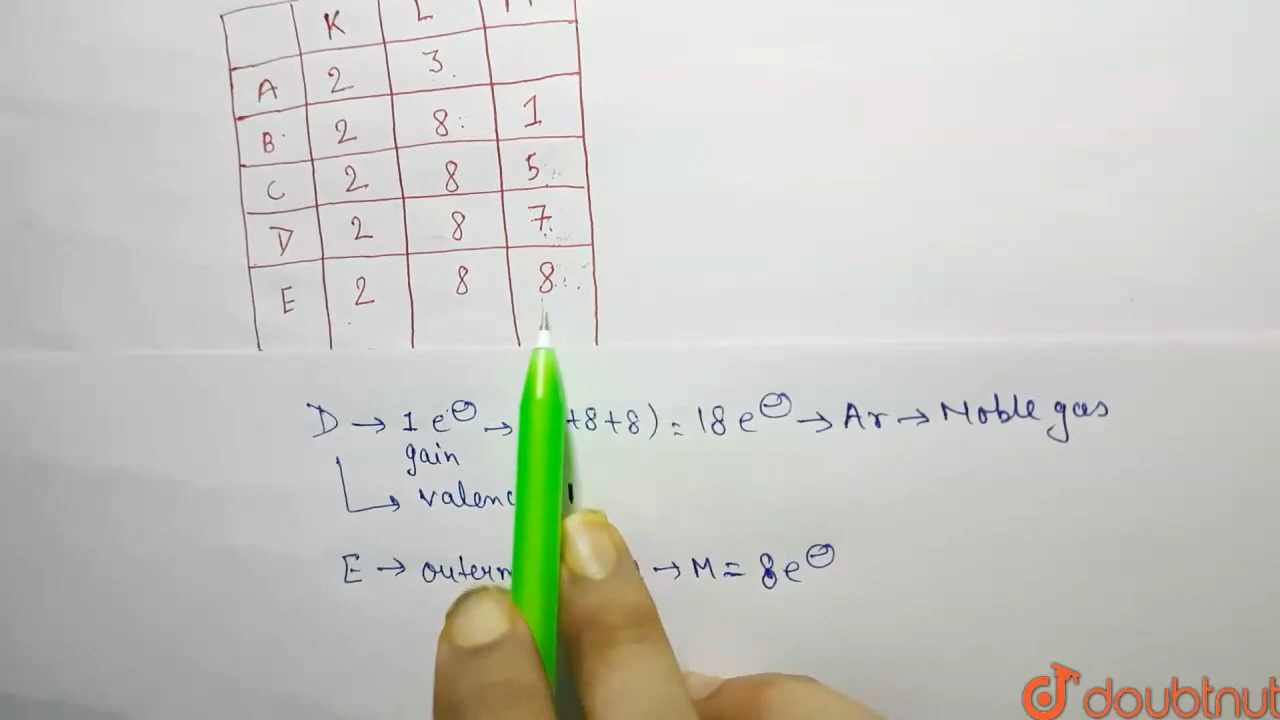 K L
A 2 3
B 2 8 1
C 2 8 5
D 2 8 7
E 2 8 8
D → 1 e⊖ → +8+8) = 18 e⊖ → Ar → Noble gas
gain
↳ valenc
E → outerm → M = 8e⊖
doubtnut